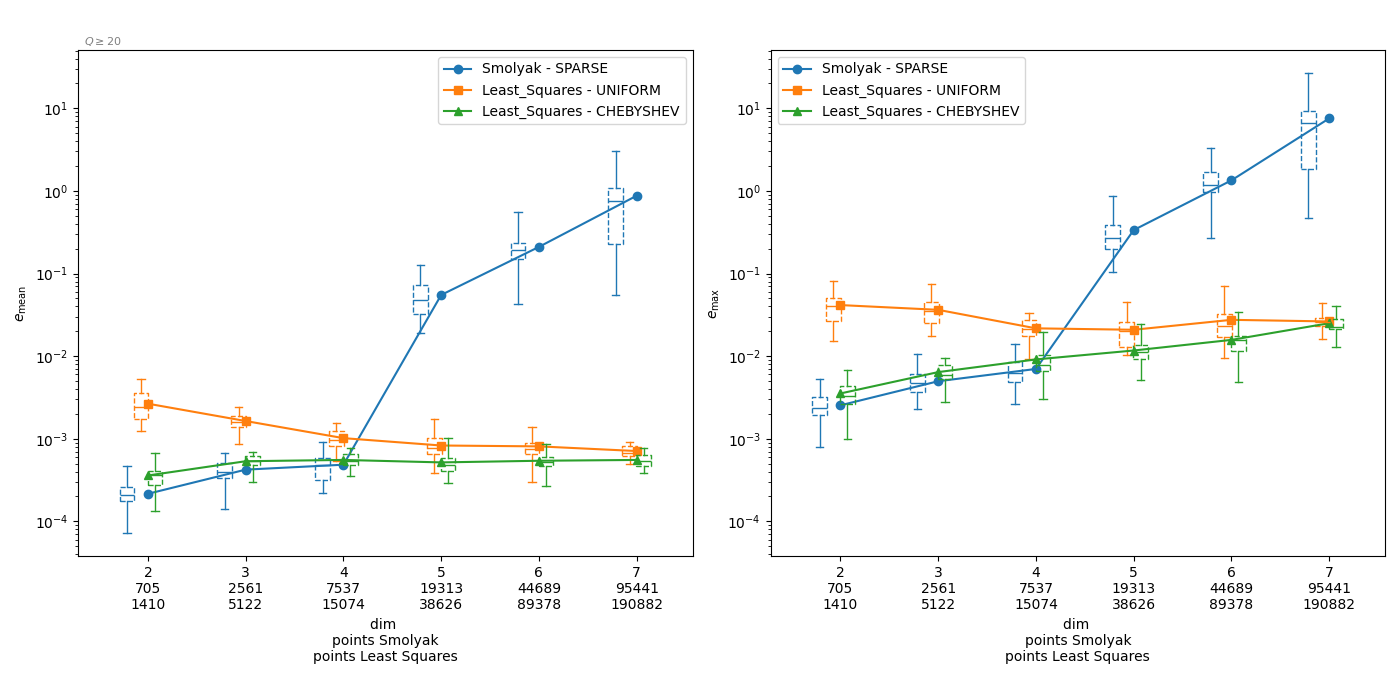 Q ≥ 20
Smolyak - SPARSE
Least_Squares - UNIFORM
Least_Squares - CHEBYSHEV
10¹
10⁰
10⁻¹
10⁻²
10⁻³
10⁻⁴
e_mean
2 3 4 5 6 7
705 2561 7537 19313 44689 95441
1410 5122 15074 38626 89378 190882
dim
points Smolyak
points Least Squares
Smolyak - SPARSE
Least_Squares - UNIFORM
Least_Squares - CHEBYSHEV
10¹
10⁰
10⁻¹
10⁻²
10⁻³
10⁻⁴
e_max
2 3 4 5 6 7
705 2561 7537 19313 44689 95441
1410 5122 15074 38626 89378 190882
dim
points Smolyak
points Least Squares